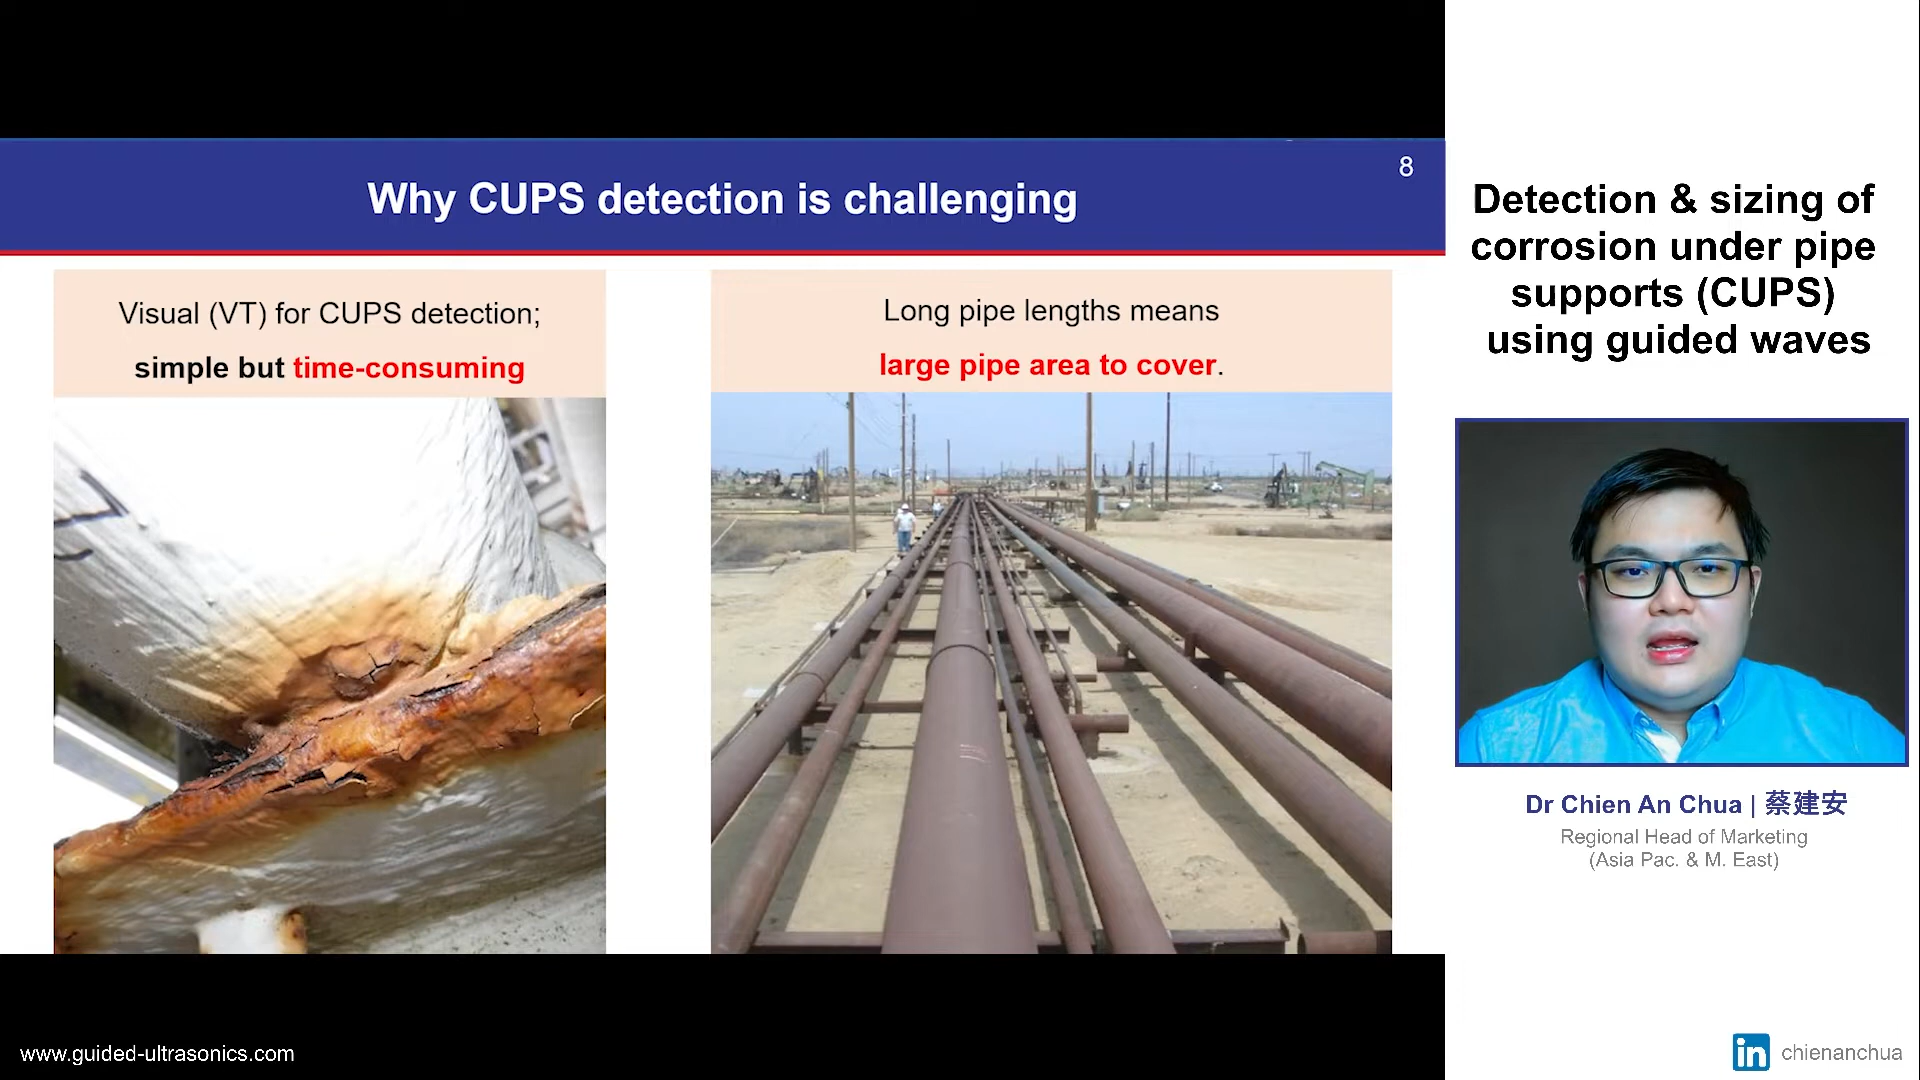 8
Why CUPS detection is challenging
Visual (VT) for CUPS detection;
simple but time-consuming
Long pipe lengths means
large pipe area to cover.
Detection & sizing of
corrosion under pipe
supports (CUPS)
using guided waves
Dr Chien An Chua | 蔡建安
Regional Head of Marketing
(Asia Pac. & M. East)
www.guided-ultrasonics.com
in chienanchua